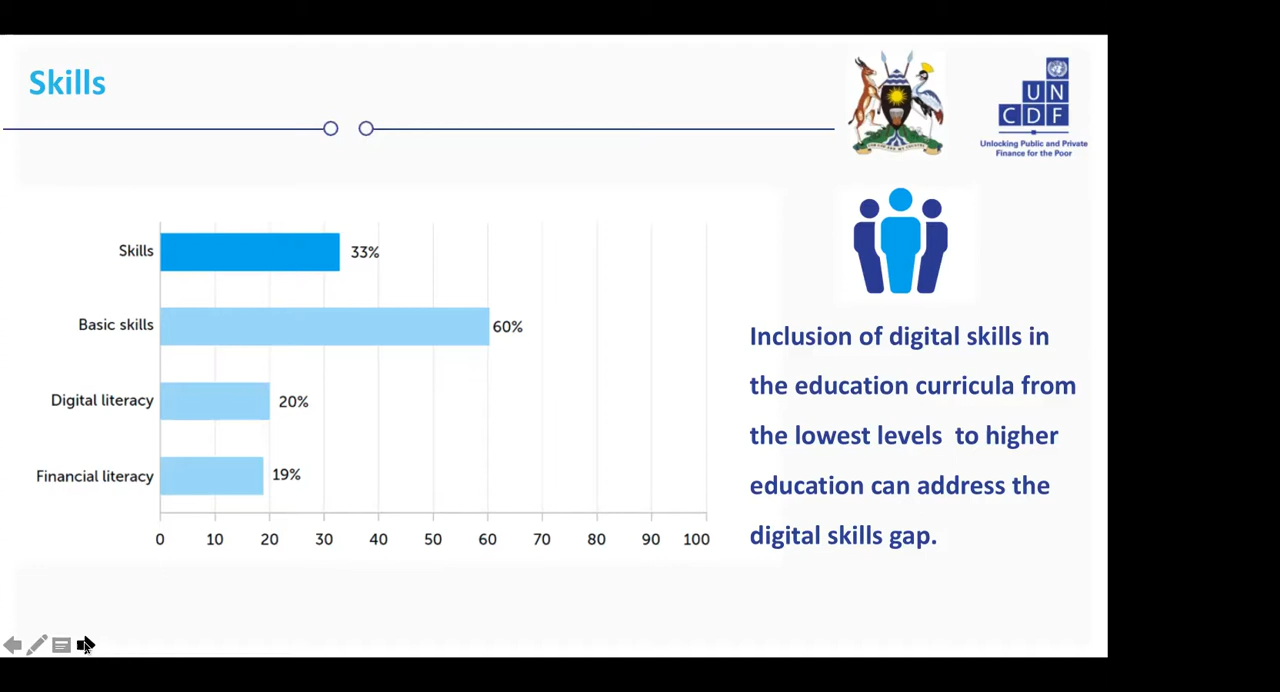 Skills
UN
CDF
Unlocking Public and Private
Finance for the Poor
Skills
33%
Basic skills
60%
Digital literacy
20%
Financial literacy
19%
0 10 20 30 40 50 60 70 80 90 100
Inclusion of digital skills in
the education curricula from
the lowest levels to higher
education can address the
digital skills gap.